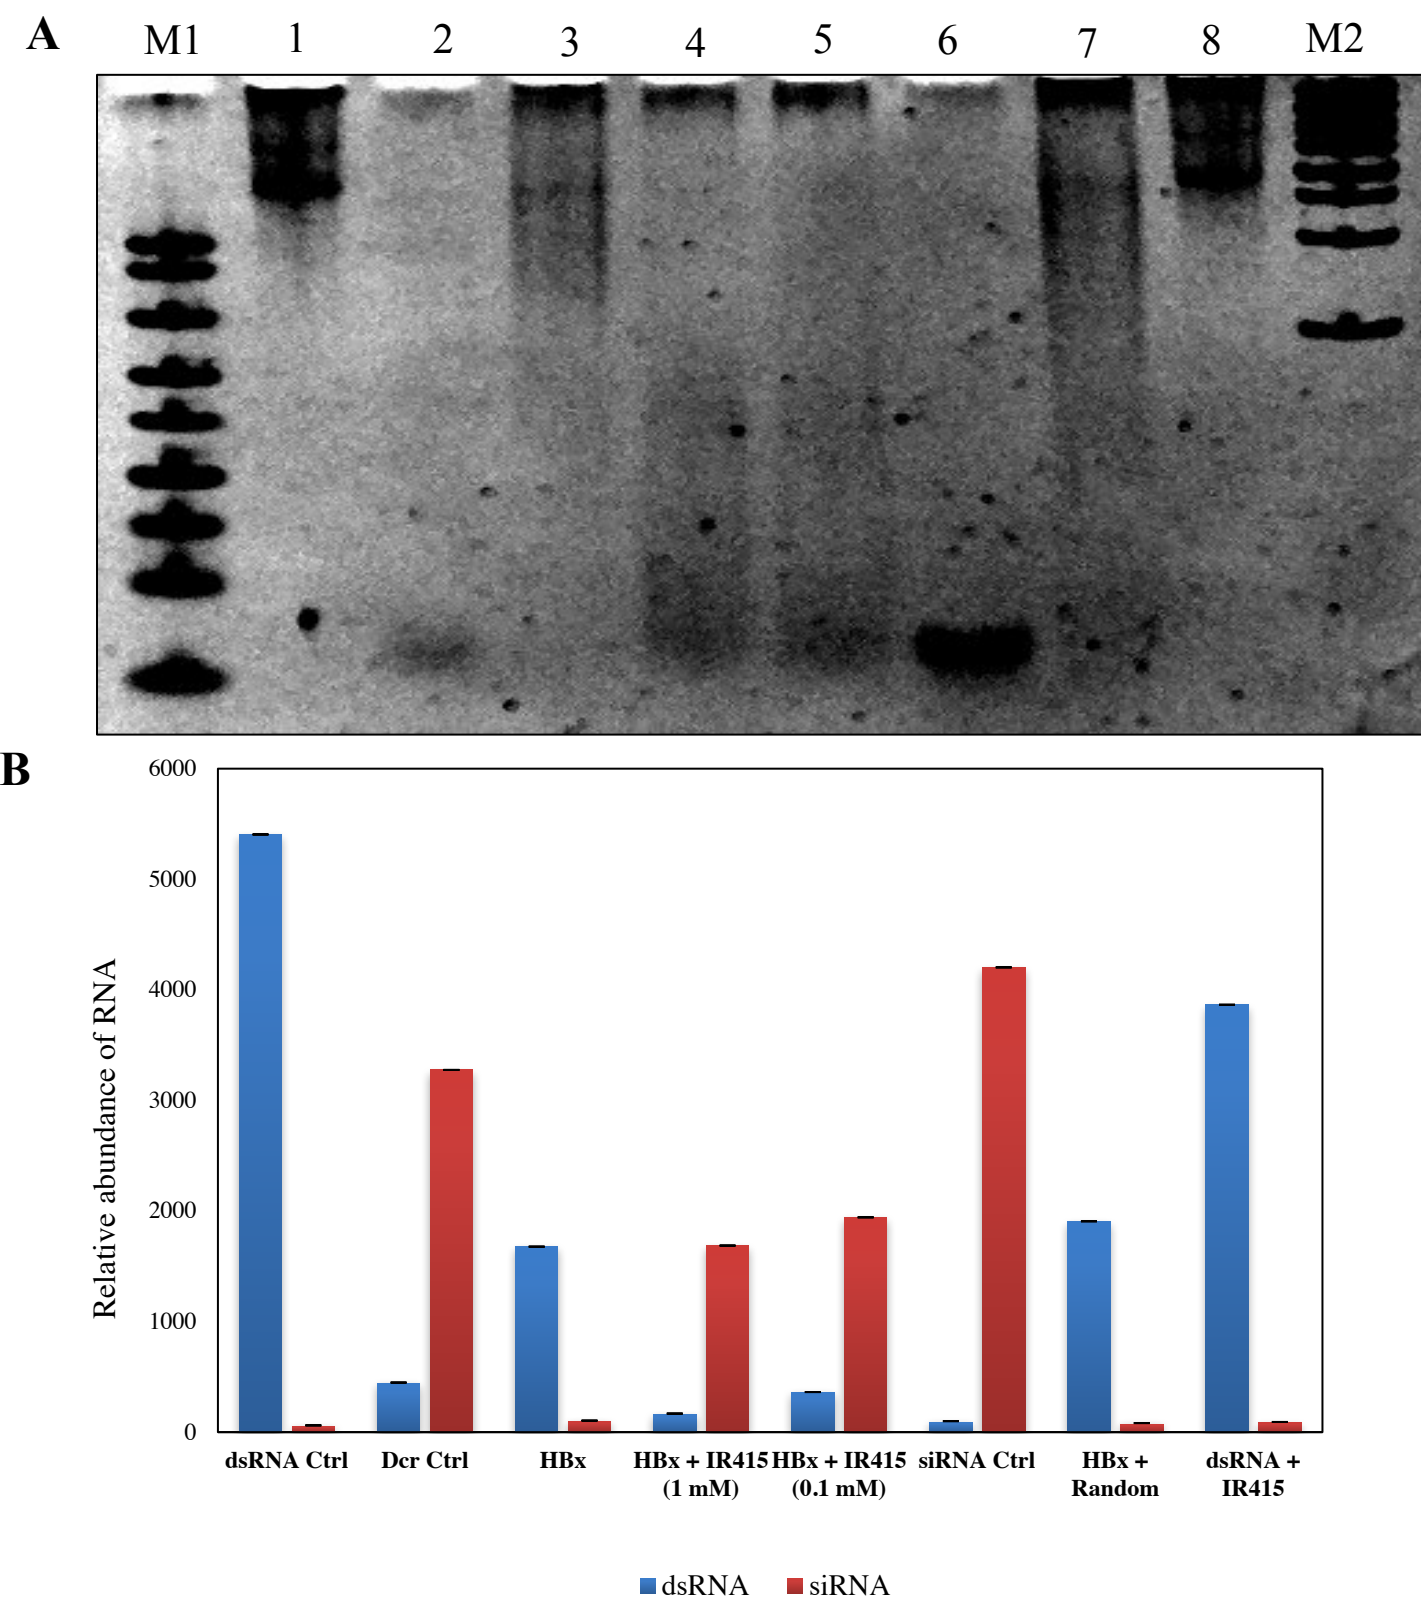 A
M1 1 2 3 4 5 6 7 8 M2
B
6000
5000
4000
3000
2000
1000
0
Relative abundance of RNA
dsRNA Ctrl Dcr Ctrl HBx HBx + IR415 HBx + IR415 siRNA Ctrl HBx + dsRNA +
(1 mM) (0.1 mM) Random IR415
dsRNA siRNA